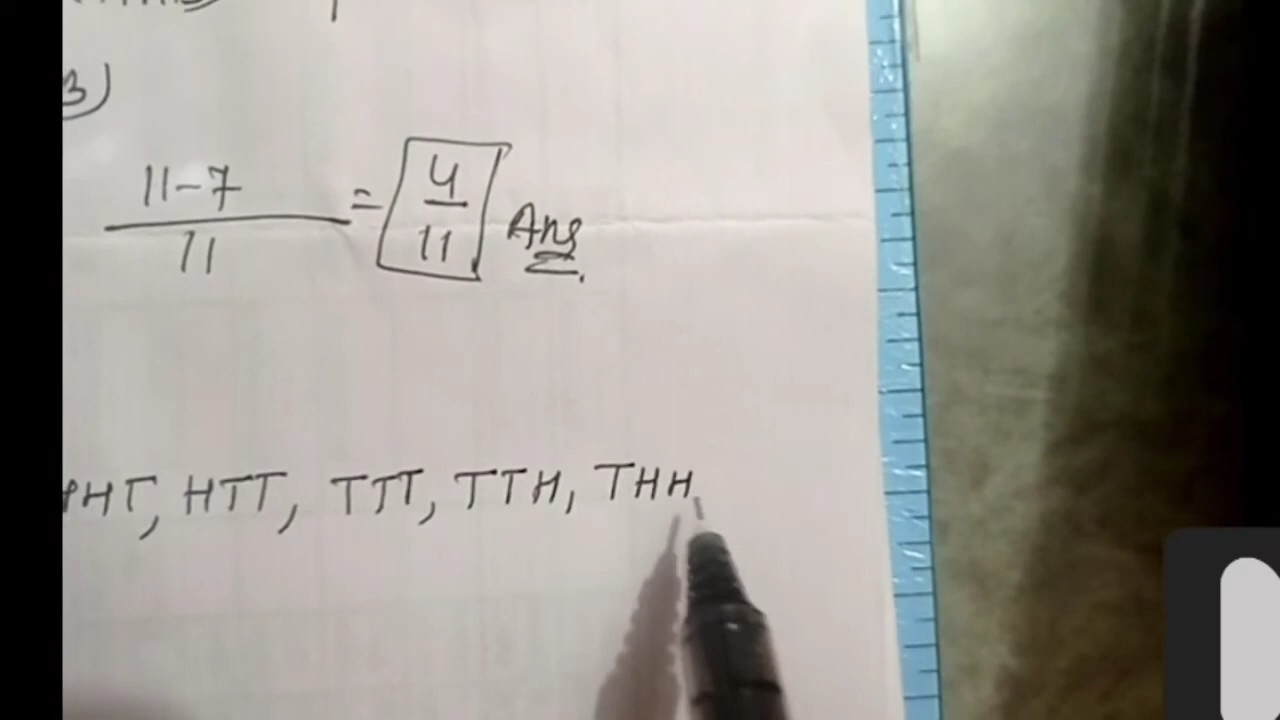 3)
11-7
11
= 4
11
Ans
HHT, HTT, TTT, TTH, THH